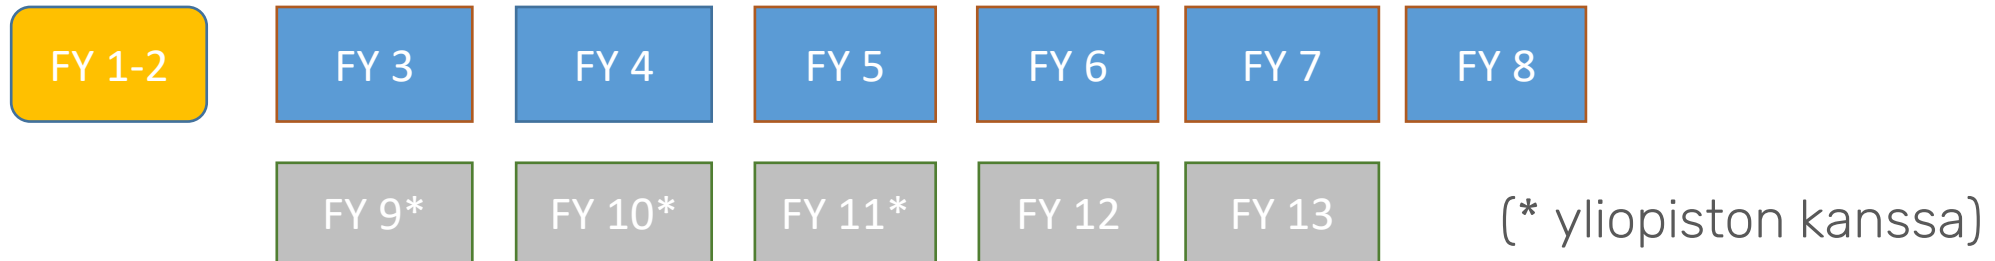 FY 1-2 FY 3 FY 4 FY 5 FY 6 FY 7 FY 8
FY 9* FY 10* FY 11* FY 12 FY 13 (* yliopiston kanssa)